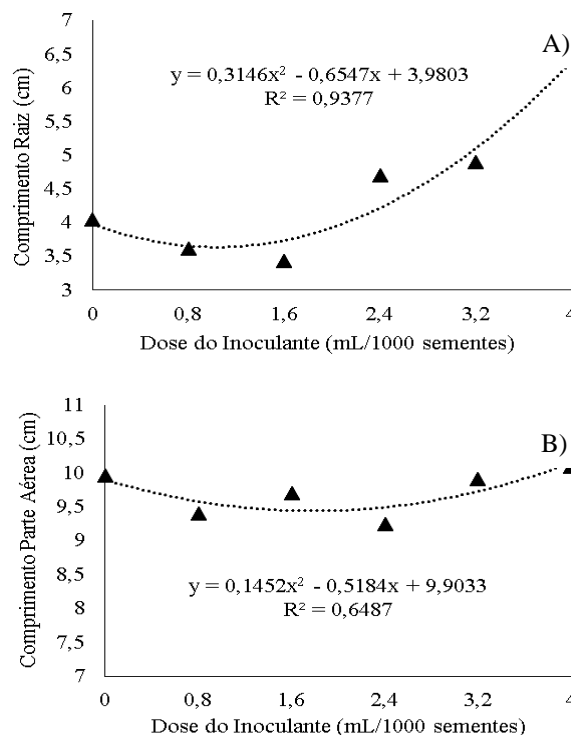 A)
Comprimento Raiz (cm)
7
6,5
6
5,5
5
4,5
4
3,5
3
y = 0,3146x² - 0,6547x + 3,9803
R² = 0,9377
0 0,8 1,6 2,4 3,2 4
Dose do Inoculante (mL/1000 sementes)
B)
Comprimento Parte Aérea (cm)
11
10,5
10
9,5
9
8,5
8
7,5
7
y = 0,1452x² - 0,5184x + 9,9033
R² = 0,6487
0 0,8 1,6 2,4 3,2 4
Dose do Inoculante (mL/1000 sementes)